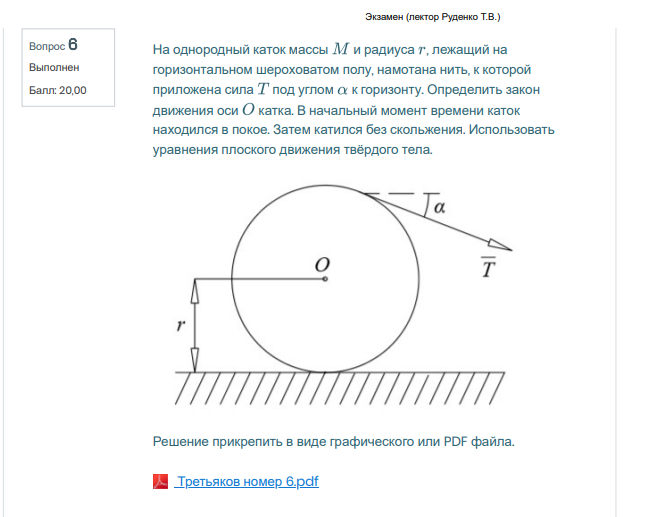 Экзамен (лектор Руденко Т.В.)
Вопрос 6
Выполнен
Балл: 20,00
На однородный каток массы M и радиуса r, лежащий на
горизонтальном шероховатом полу, намотана нить, к которой
приложена сила T под углом α к горизонту. Определить закон
движения оси O катка. В начальный момент времени каток
находился в покое. Затем катился без скольжения. Использовать
уравнения плоского движения твёрдого тела.
α
O
T
r
Решение прикрепить в виде графического или PDF файла.
Третьяков номер 6.pdf